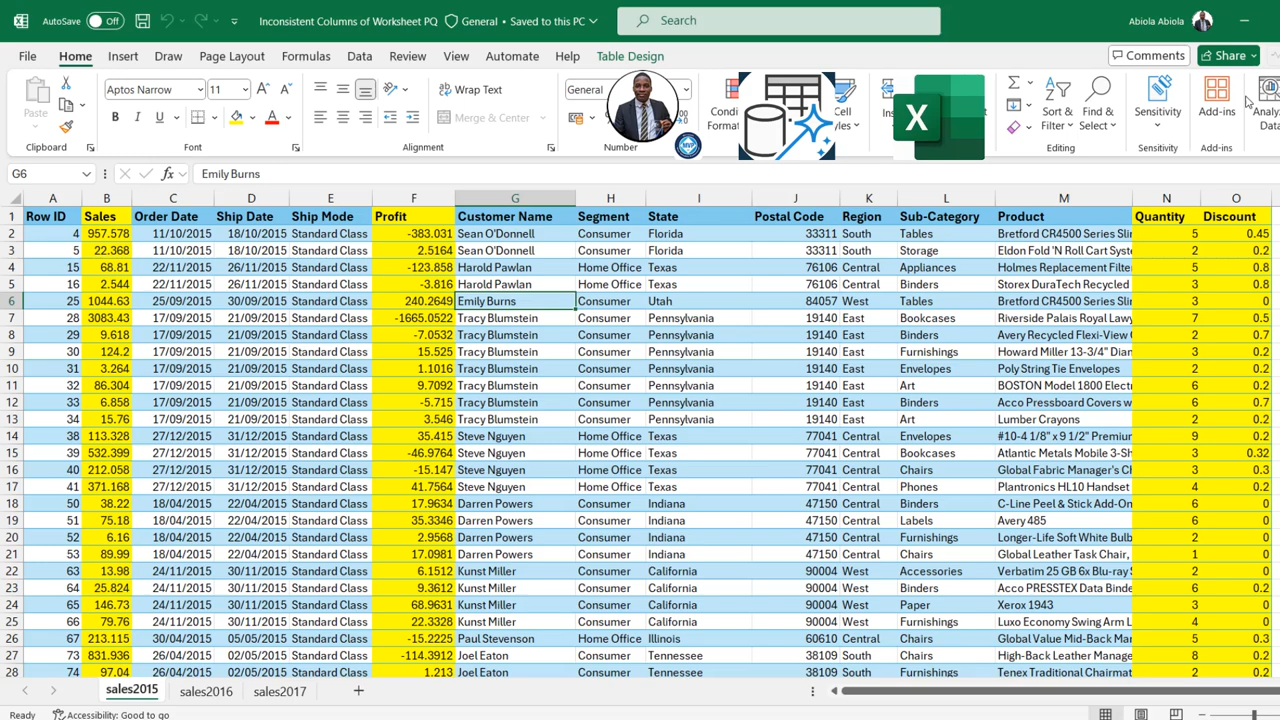 AutoSave Off Inconsistent Columns of Worksheet PQ General • Saved to this PC Search Abiola Abiola
File Home Insert Draw Page Layout Formulas Data Review View Automate Help Table Design Comments Share
Paste Aptos Narrow 11 Wrap Text General Sort & Filter Find & Select Sensitivity Add-ins
B I U Merge & Center Styles Data
Clipboard Font Alignment Number Editing Sensitivity Add-ins
G6 fx Emily Burns
A B C D E F G H I J K L M N O
1 Row ID Sales Order Date Ship Date Ship Mode Profit Customer Name Segment State Postal Code Region Sub-Category Product Quantity Discount
2 4 957.578 11/10/2015 18/10/2015 Standard Class -383.031 Sean O'Donnell Consumer Florida 33311 South Tables Bretford CR4500 Series Slin 5 0.45
3 5 22.368 11/10/2015 18/10/2015 Standard Class 2.5164 Sean O'Donnell Consumer Florida 33311 South Storage Eldon Fold 'N Roll Cart Syste 2 0.2
4 15 68.81 22/11/2015 26/11/2015 Standard Class -123.858 Harold Pawlan Home Office Texas 76106 Central Appliances Holmes Replacement Filter 5 0.8
5 16 2.544 22/11/2015 26/11/2015 Standard Class -3.816 Harold Pawlan Home Office Texas 76106 Central Binders Storex DuraTech Recycled 3 0.8
6 25 1044.63 25/09/2015 30/09/2015 Standard Class 240.2649 Emily Burns Consumer Utah 84057 West Tables Bretford CR4500 Series Slin 3 0
7 28 3083.43 17/09/2015 21/09/2015 Standard Class -1665.0522 Tracy Blumstein Consumer Pennsylvania 19140 East Bookcases Riverside Palais Royal Lawy 7 0.5
8 29 9.618 17/09/2015 21/09/2015 Standard Class -7.0532 Tracy Blumstein Consumer Pennsylvania 19140 East Binders Avery Recycled Flexi-View 2 0.7
9 30 124.2 17/09/2015 21/09/2015 Standard Class 15.525 Tracy Blumstein Consumer Pennsylvania 19140 East Furnishings Howard Miller 13-3/4" Dian 3 0.2
10 31 3.264 17/09/2015 21/09/2015 Standard Class 1.1016 Tracy Blumstein Consumer Pennsylvania 19140 East Envelopes Poly String Tie Envelopes 2 0.2
11 32 86.304 17/09/2015 21/09/2015 Standard Class 9.7092 Tracy Blumstein Consumer Pennsylvania 19140 East Art BOSTON Model 1800 Electr 6 0.2
12 33 6.858 17/09/2015 21/09/2015 Standard Class -5.715 Tracy Blumstein Consumer Pennsylvania 19140 East Binders Acco Pressboard Covers w 6 0.7
13 34 15.76 17/09/2015 21/09/2015 Standard Class 3.546 Tracy Blumstein Consumer Pennsylvania 19140 East Art Lumber Crayons 2 0.2
14 38 113.328 27/12/2015 31/12/2015 Standard Class 35.415 Steve Nguyen Home Office Texas 77041 Central Envelopes #10-4 1/8" x 9 1/2" Premium 9 0.2
15 39 532.399 27/12/2015 31/12/2015 Standard Class -46.9764 Steve Nguyen Home Office Texas 77041 Central Bookcases Atlantic Metals Mobile 3-Sh 3 0.32
16 40 212.058 27/12/2015 31/12/2015 Standard Class -15.147 Steve Nguyen Home Office Texas 77041 Central Chairs Global Fabric Manager's Ch 3 0.3
17 41 371.168 27/12/2015 31/12/2015 Standard Class 41.7564 Steve Nguyen Home Office Texas 77041 Central Phones Plantronics HL10 Handset 4 0.2
18 50 38.22 18/04/2015 22/04/2015 Standard Class 17.9634 Darren Powers Consumer Indiana 47150 Central Binders C-Line Peel & Stick Add-On 6 0
19 51 75.18 18/04/2015 22/04/2015 Standard Class 35.3346 Darren Powers Consumer Indiana 47150 Central Labels Avery 485 6 0
20 52 6.16 18/04/2015 22/04/2015 Standard Class 2.9568 Darren Powers Consumer Indiana 47150 Central Furnishings Longer-Life Soft White Bulb 2 0
21 53 89.99 18/04/2015 22/04/2015 Standard Class 17.0981 Darren Powers Consumer Indiana 47150 Central Chairs Global Leather Task Chair, 1 0
22 63 13.98 24/11/2015 30/11/2015 Standard Class 6.1512 Kunst Miller Consumer California 90004 West Accessories Verbatim 25 GB 6x Blu-ray 2 0
23 64 25.824 24/11/2015 30/11/2015 Standard Class 9.3612 Kunst Miller Consumer California 90004 West Binders Acco PRESSTEX Data Binde 6 0.2
24 65 146.73 24/11/2015 30/11/2015 Standard Class 68.9631 Kunst Miller Consumer California 90004 West Paper Xerox 1943 3 0
25 66 79.76 24/11/2015 30/11/2015 Standard Class 22.3328 Kunst Miller Consumer California 90004 West Furnishings Luxo Economy Swing Arm L 4 0
26 67 213.115 30/04/2015 05/05/2015 Standard Class -15.2225 Paul Stevenson Home Office Illinois 60610 Central Chairs Global Value Mid-Back Mar 5 0.3
27 73 831.936 26/04/2015 02/05/2015 Standard Class -114.3912 Joel Eaton Consumer Tennessee 38109 South Chairs High-Back Leather Manage 8 0.2
28 74 97.04 26/04/2015 02/05/2015 Standard Class 1.213 Joel Eaton Consumer Tennessee 38109 South Furnishings Tenex Traditional Chairmat 2 0.2
sales2015 sales2016 sales2017
Ready Accessibility: Good to go